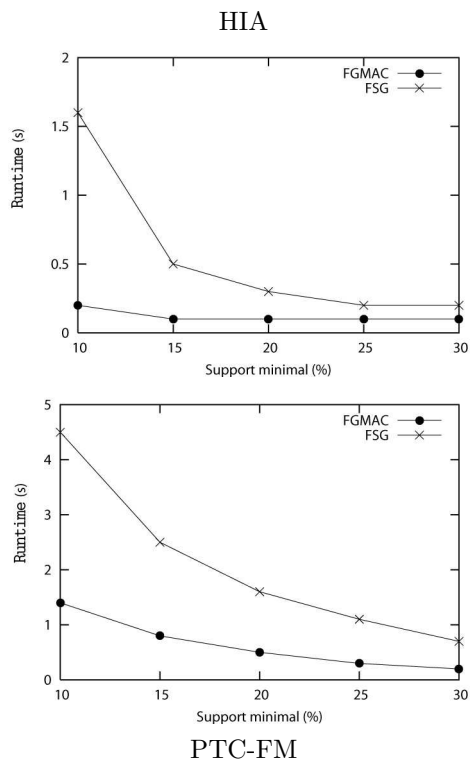 HIA
2
FGMAC
FSG
1.5
Runtime (s)
1
0.5
0
10 15 20 25 30
Support minimal (%)
5
FGMAC
FSG
4
3
Runtime (s)
2
1
0
10 15 20 25 30
Support minimal (%)
PTC-FM